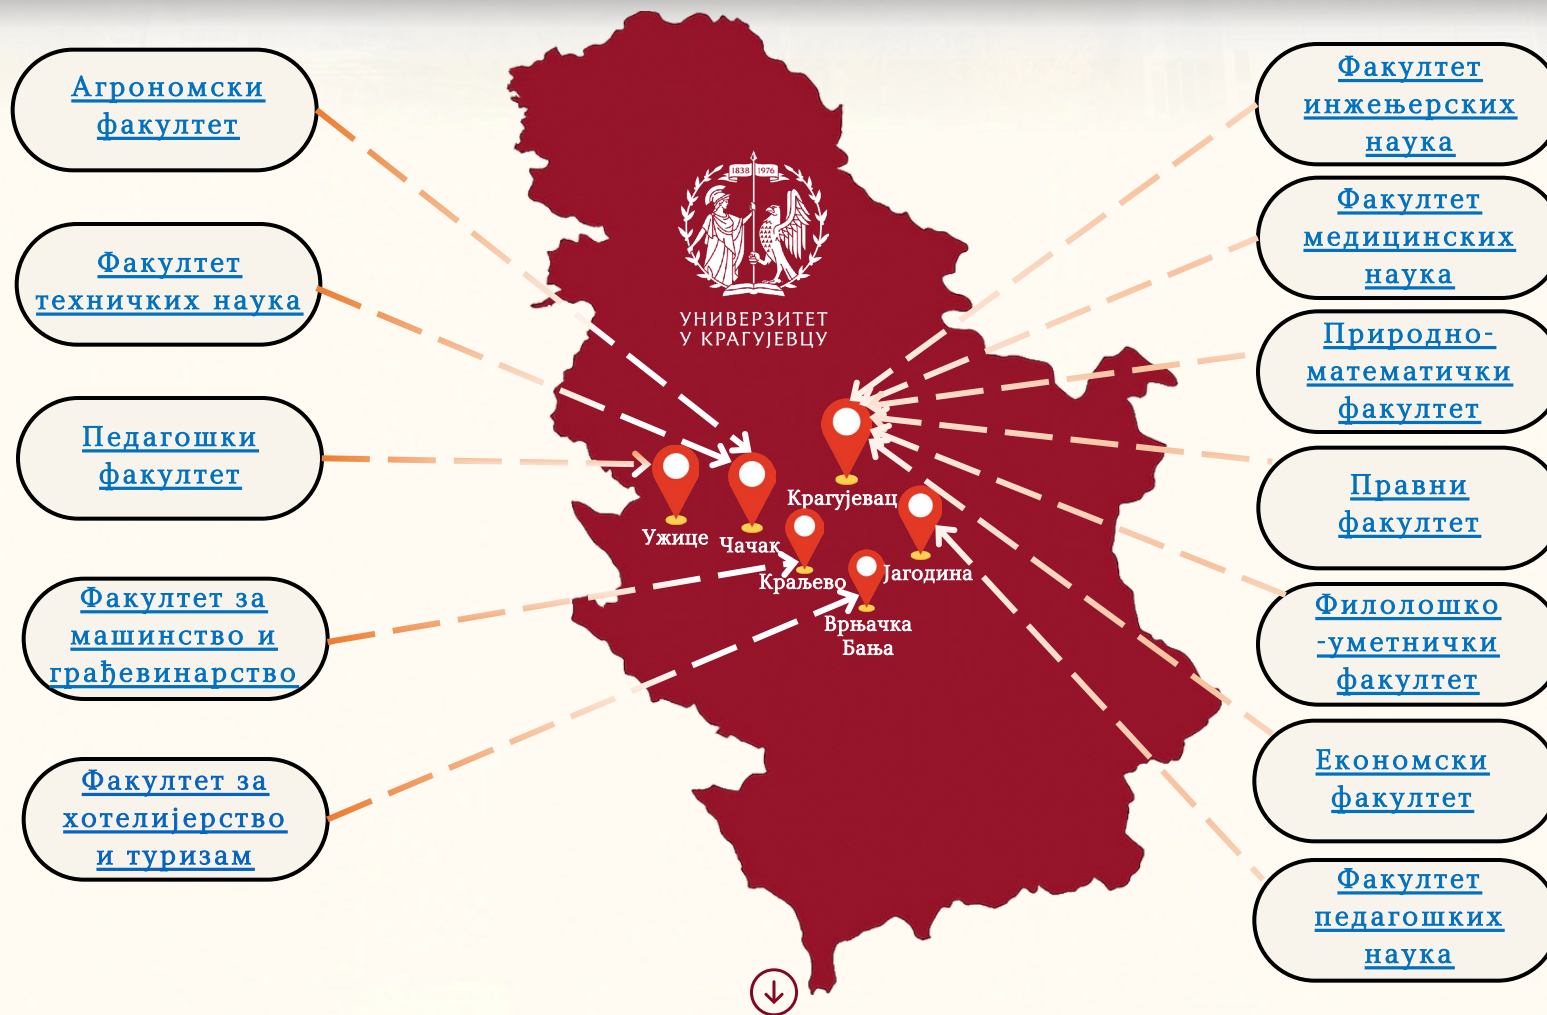 Агрономски
факултет
Факултет
техничких наука
Педагошки
факултет
Факултет за
машинство и
грађевинарство
Факултет за
хотелијерство
и туризам
1838 1976
УНИВЕРЗИТЕТ
У КРАГУЈЕВЦУ
Крагујевац
Ужице
Чачак
Краљево
Јагодина
Врњачка
Бања
Факултет
инжењерских
наука
Факултет
медицинских
наука
Природно-
математички
факултет
Правни
факултет
Филолошко
-уметнички
факултет
Економски
факултет
Факултет
педагошких
наука